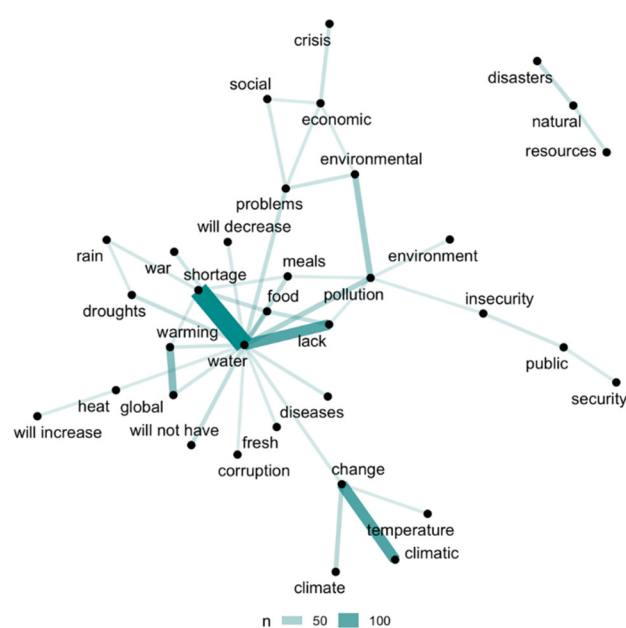 crisis
disasters
social
economic
natural
environmental
resources
problems
will decrease
rain
war
meals
environment
shortage
food
pollution
insecurity
droughts
warming
lack
water
public
heat
global
security
will increase
will not have
diseases
fresh
corruption
change
temperature
climatic
climate
n 50 100